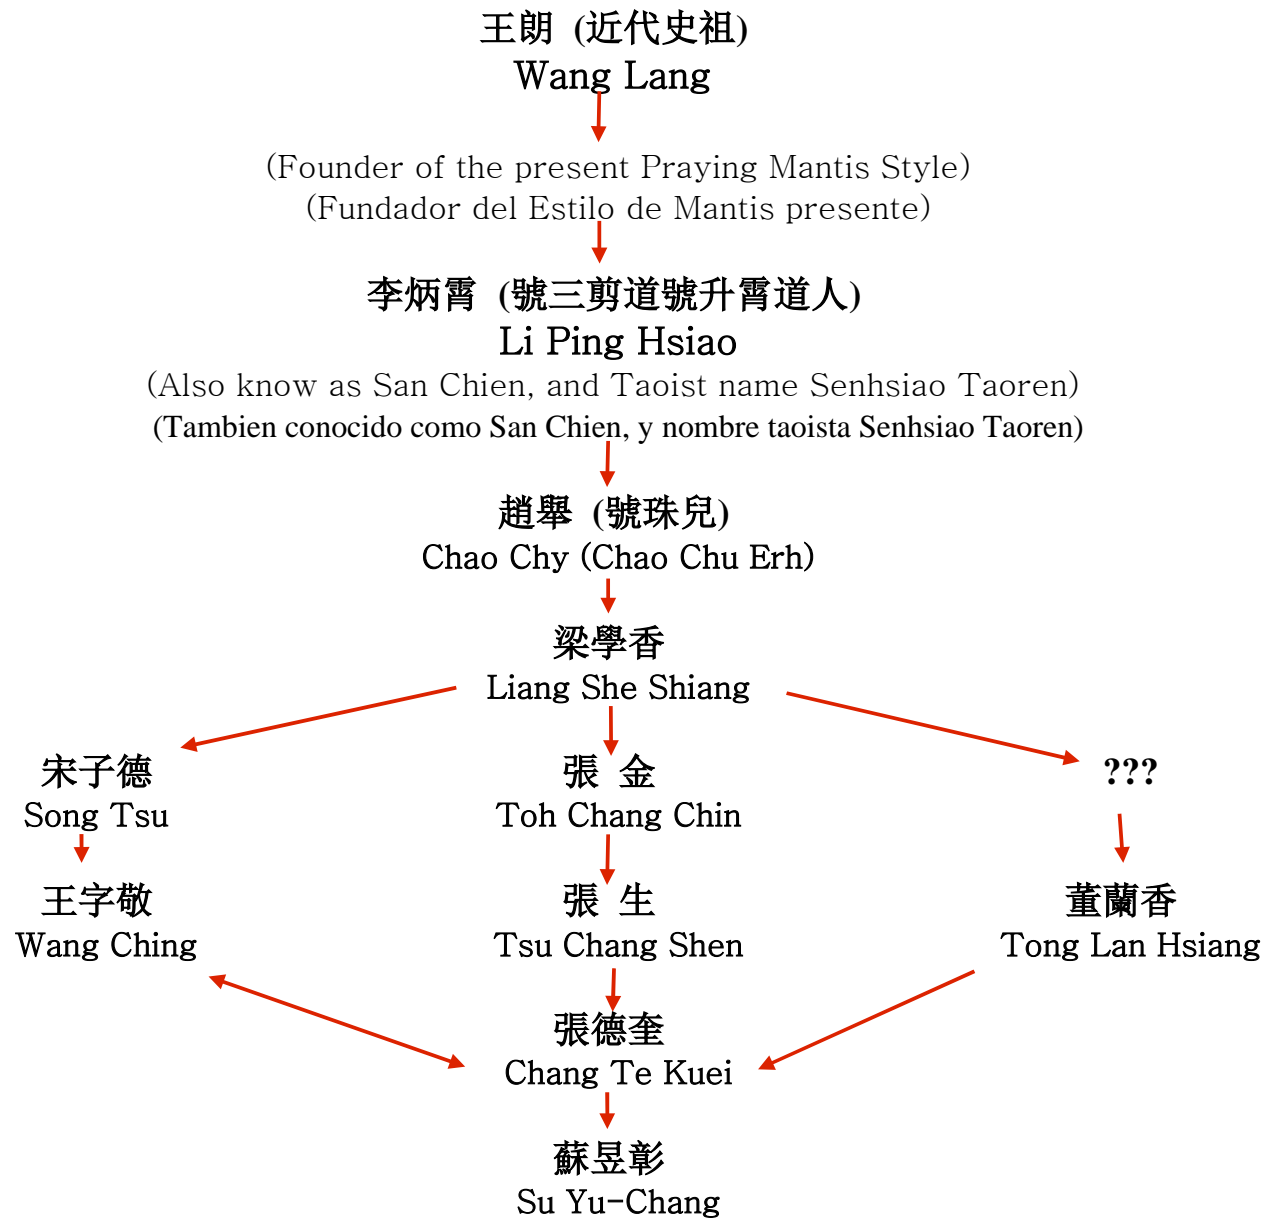 王朗 (近代史祖)
Wang Lang
(Founder of the present Praying Mantis Style)
(Fundador del Estilo de Mantis presente)
李炳霄 (號三剪道號升霄道人)
Li Ping Hsiao
(Also know as San Chien, and Taoist name Senhsiao Taoren)
(Tambien conocido como San Chien, y nombre taoista Senhsiao Taoren)
趙舉 (號珠兒)
Chao Chy (Chao Chu Erh)
梁學香
Liang She Shiang
宋子德
Song Tsu
張 金
Toh Chang Chin
???
王字敬
Wang Ching
張 生
Tsu Chang Shen
董蘭香
Tong Lan Hsiang
張德奎
Chang Te Kuei
蘇昱彰
Su Yu-Chang